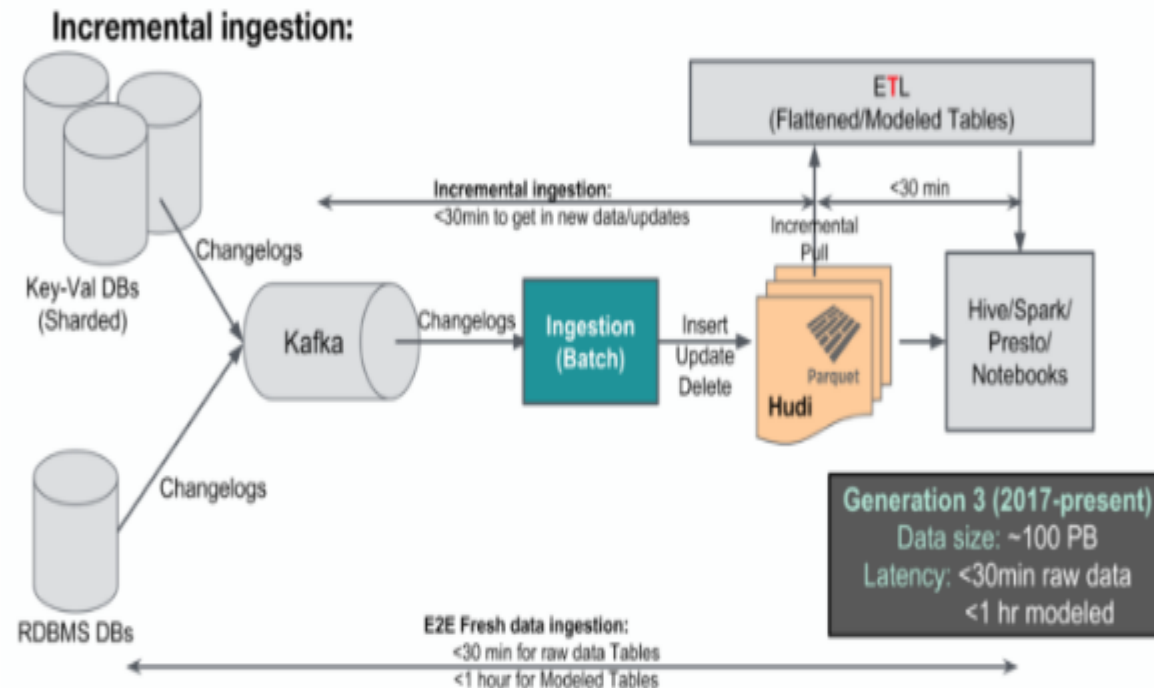 Incremental ingestion:
ETL
(Flattened/Modeled Tables)
Incremental ingestion:
<30min to get in new data/updates
<30 min
Incremental
Pull
Changelogs
Key-Val DBs
(Sharded)
Kafka
Changelogs
Ingestion
(Batch)
Insert
Update
Delete
Parquet
Hudi
Hive/Spark/
Presto/
Notebooks
Changelogs
RDBMS DBs
Generation 3 (2017-present)
Data size: ~100 PB
Latency: <30min raw data
<1 hr modeled
E2E Fresh data ingestion:
<30 min for raw data Tables
<1 hour for Modeled Tables